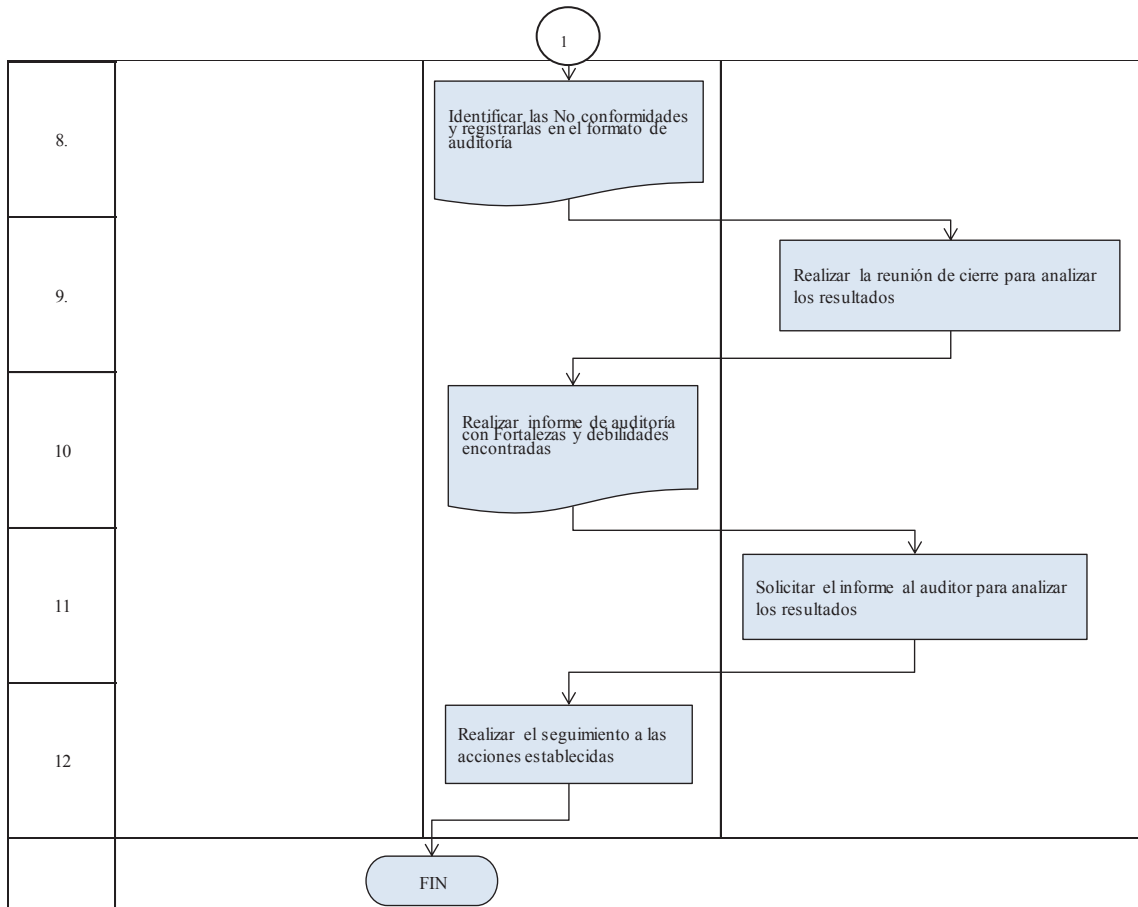 1
8.
Identificar las No conformidades
y registrarlas en el formato de
auditoría
9.
Realizar la reunión de cierre para analizar
los resultados
10
Realizar informe de auditoría
con Fortalezas y debilidades
encontradas
11
Solicitar el informe al auditor para analizar
los resultados
12
Realizar el seguimiento a las
acciones establecidas
FIN